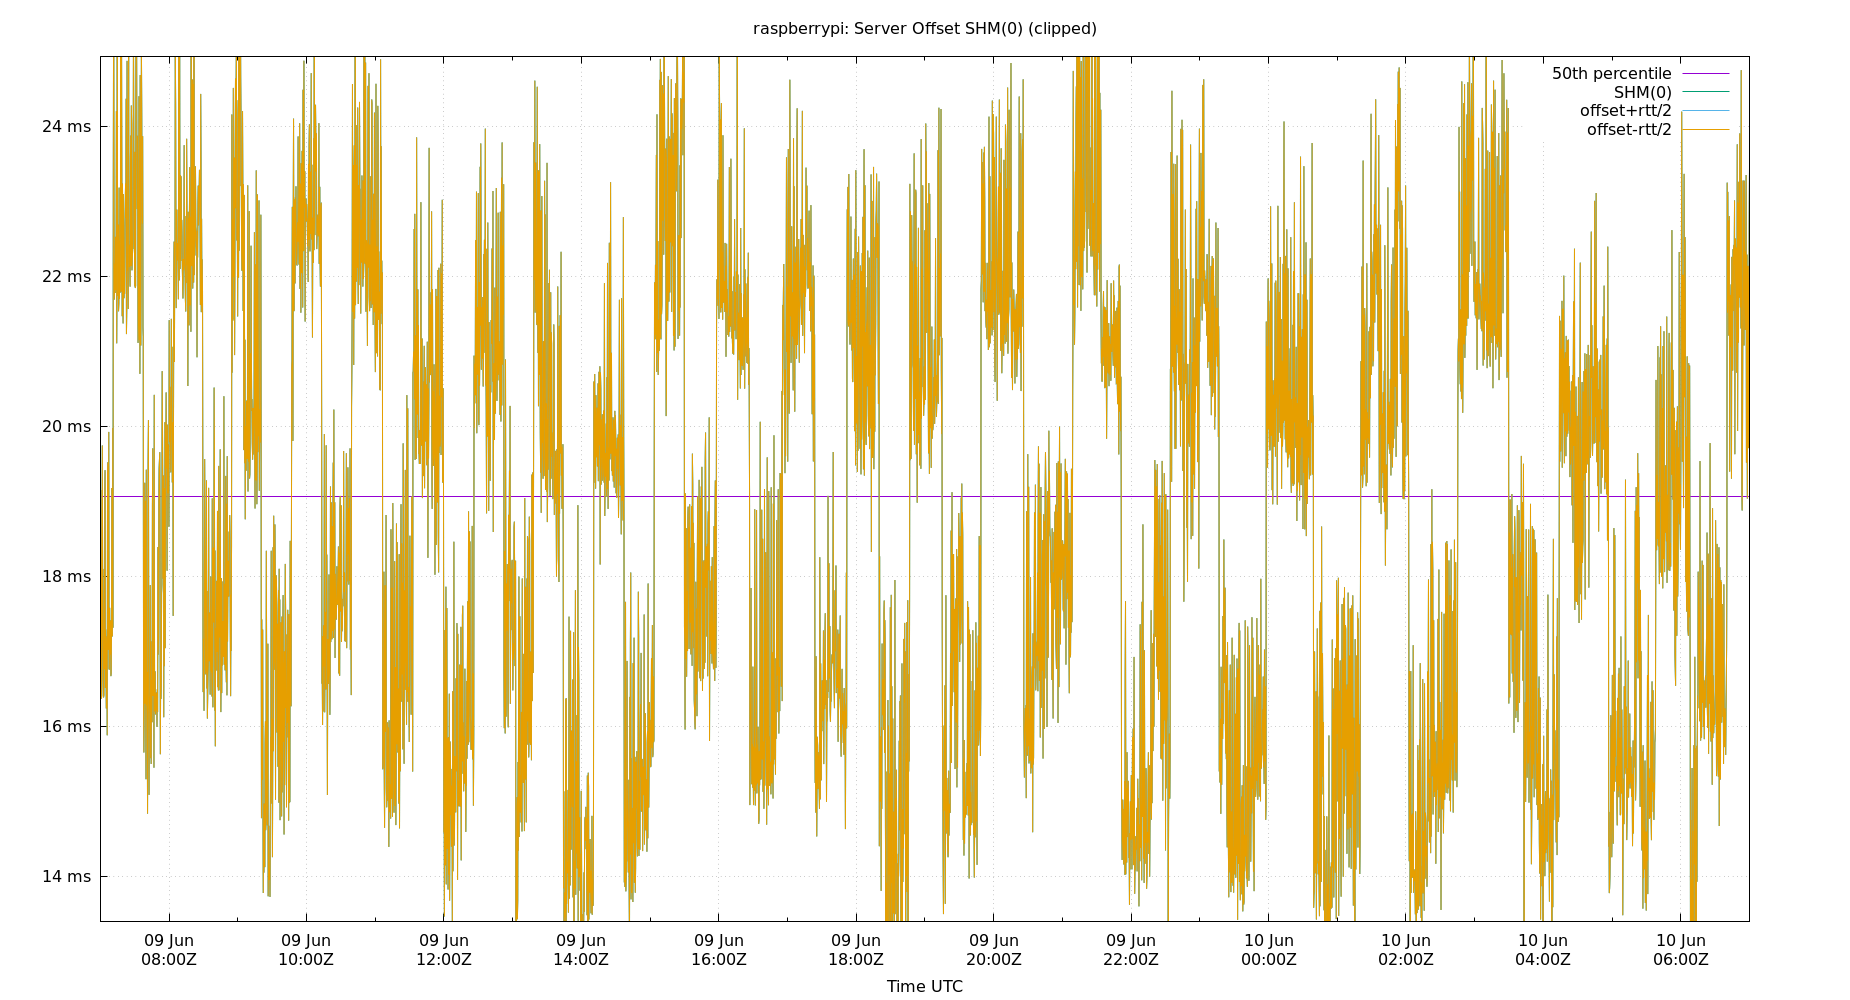 raspberrypi: Server Offset SHM(0) (clipped)
50th percentile
SHM(0)
offset+rtt/2
offset-rtt/2
24 ms
22 ms
20 ms
18 ms
16 ms
14 ms
09 Jun 09 Jun 09 Jun 09 Jun 09 Jun 09 Jun 09 Jun 09 Jun 10 Jun 10 Jun 10 Jun 10 Jun
08:00Z 10:00Z 12:00Z 14:00Z 16:00Z 18:00Z 20:00Z 22:00Z 00:00Z 02:00Z 04:00Z 06:00Z
Time UTC